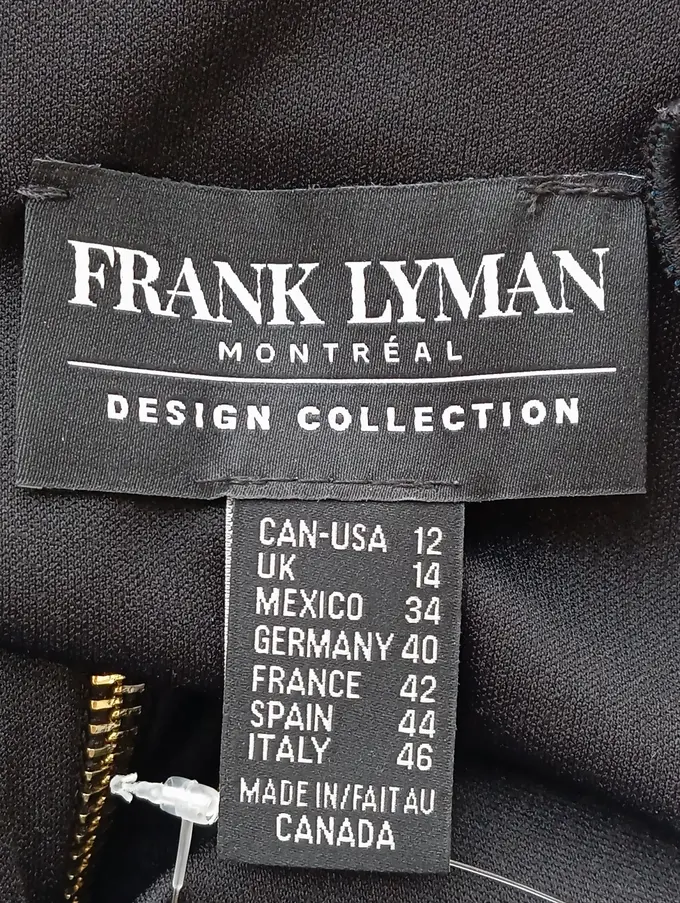 FRANK LYMAN
MONTRÉAL
DESIGN COLLECTION
CAN-USA 12
UK 14
MEXICO 34
GERMANY 40
FRANCE 42
SPAIN 44
ITALY 46
MADE IN/FAIT AU
CANADA